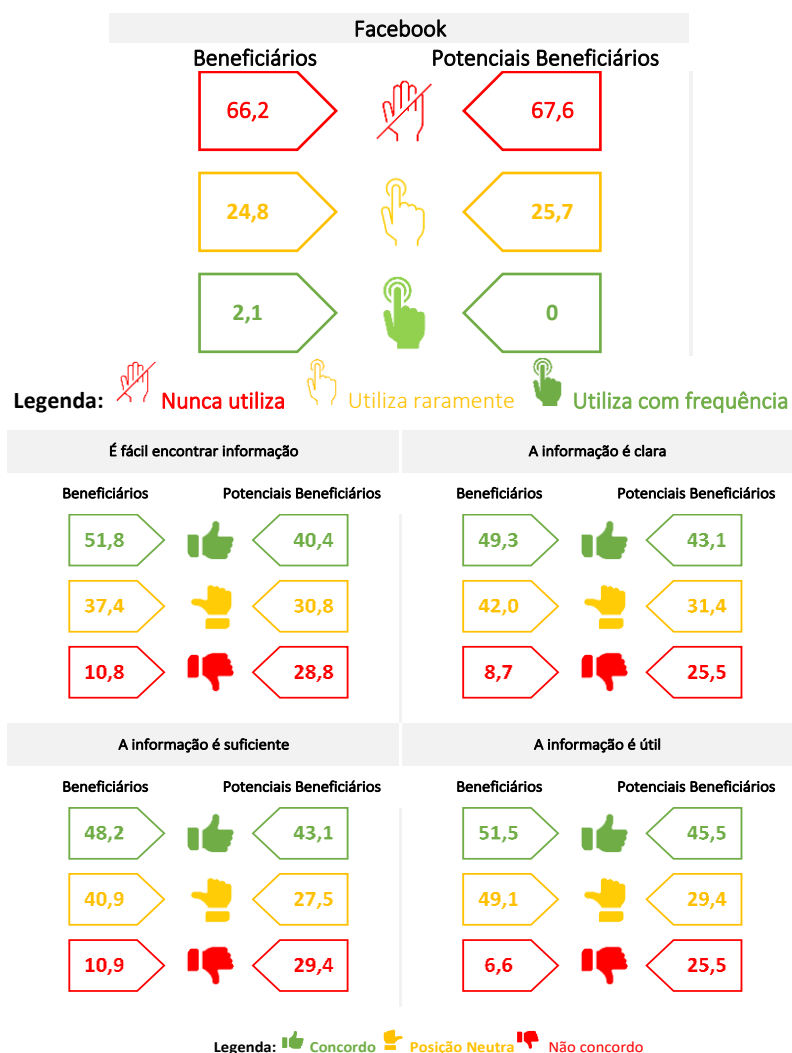 Facebook
Beneficiários Potenciais Beneficiários
66,2 67,6
24,8 25,7
2,1 0
Legenda: Nunca utiliza Utiliza raramente Utiliza com frequência
É fácil encontrar informação
Beneficiários Potenciais Beneficiários
51,8 40,4
37,4 30,8
10,8 28,8
A informação é clara
Beneficiários Potenciais Beneficiários
49,3 43,1
42,0 31,4
8,7 25,5
A informação é suficiente
Beneficiários Potenciais Beneficiários
48,2 43,1
40,9 27,5
10,9 29,4
A informação é útil
Beneficiários Potenciais Beneficiários
51,5 45,5
49,1 29,4
6,6 25,5
Legenda: Concordo Posição Neutra Não concordo